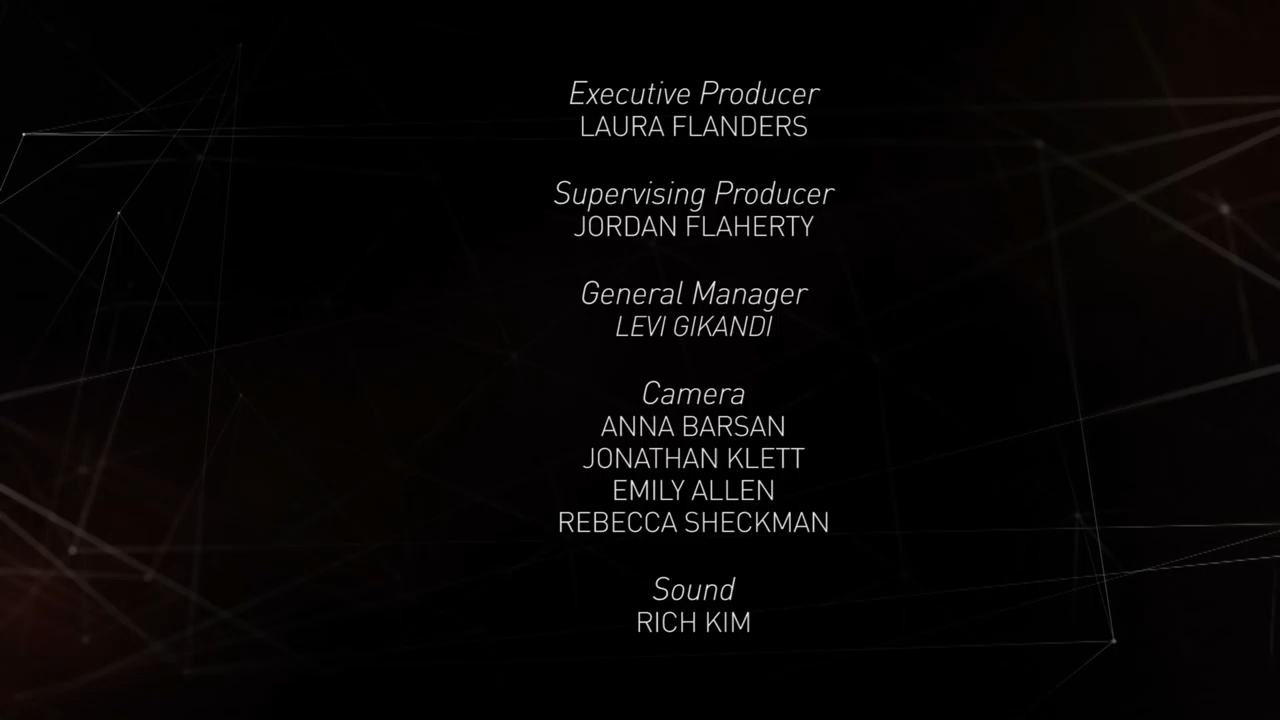 Executive Producer
LAURA FLANDERS
Supervising Producer
JORDAN FLAHERTY
General Manager
LEVI GIKANDI
Camera
ANNA BARSAN
JONATHAN KLETT
EMILY ALLEN
REBECCA SHECKMAN
Sound
RICH KIM